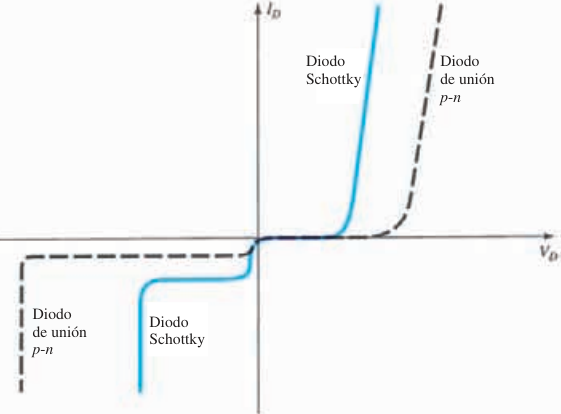 I_D
Diodo
Schottky
Diodo
de unión
p-n
V_D
Diodo
de unión
p-n
Diodo
Schottky